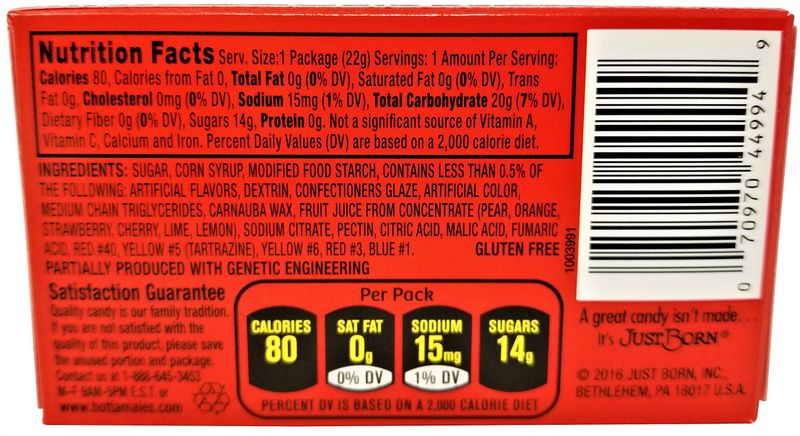 Nutrition Facts Serv. Size:1 Package (22g) Servings: 1 Amount Per Serving:
Calories 80, Calories from Fat 0, Total Fat 0g (0% DV), Saturated Fat 0g (0% DV), Trans
Fat 0g, Cholesterol 0mg (0% DV), Sodium 15mg (1% DV), Total Carbohydrate 20g (7% DV),
Dietary Fiber 0g (0% DV), Sugars 14g, Protein 0g. Not a significant source of Vitamin A,
Vitamin C, Calcium and Iron. Percent Daily Values (DV) are based on a 2,000 calorie diet.
INGREDIENTS: SUGAR, CORN SYRUP, MODIFIED FOOD STARCH, CONTAINS LESS THAN 0.5% OF
THE FOLLOWING: ARTIFICIAL FLAVORS, DEXTRIN, CONFECTIONERS GLAZE, ARTIFICIAL COLOR,
MEDIUM CHAIN TRIGLYCERIDES, CARNAUBA WAX, FRUIT JUICE FROM CONCENTRATE (PEAR, ORANGE,
STRAWBERRY, CHERRY, LIME, LEMON), SODIUM CITRATE, PECTIN, CITRIC ACID, MALIC ACID, FUMARIC
ACID, RED #40, YELLOW #5 (TARTRAZINE), YELLOW #6, RED #3, BLUE #1. GLUTEN FREE
PARTIALLY PRODUCED WITH GENETIC ENGINEERING
1003991
0 70970 44994 9
Satisfaction Guarantee
Quality candy is our family tradition.
If you are not satisfied with the
quality of this product, please save
the unused portion and package.
Contact us at 1-888-645-3453
M-F 9AM-5PM E.S.T. or
www.hottamales.com
Per Pack
CALORIES SAT FAT SODIUM SUGARS
80 0g 15mg 14g
0% DV 1% DV
PERCENT DV IS BASED ON A 2,000 CALORIE DIET
A great candy isn't made...
It's JUST BORN®
© 2016 JUST BORN, INC.,
BETHLEHEM, PA 18017 U.S.A.